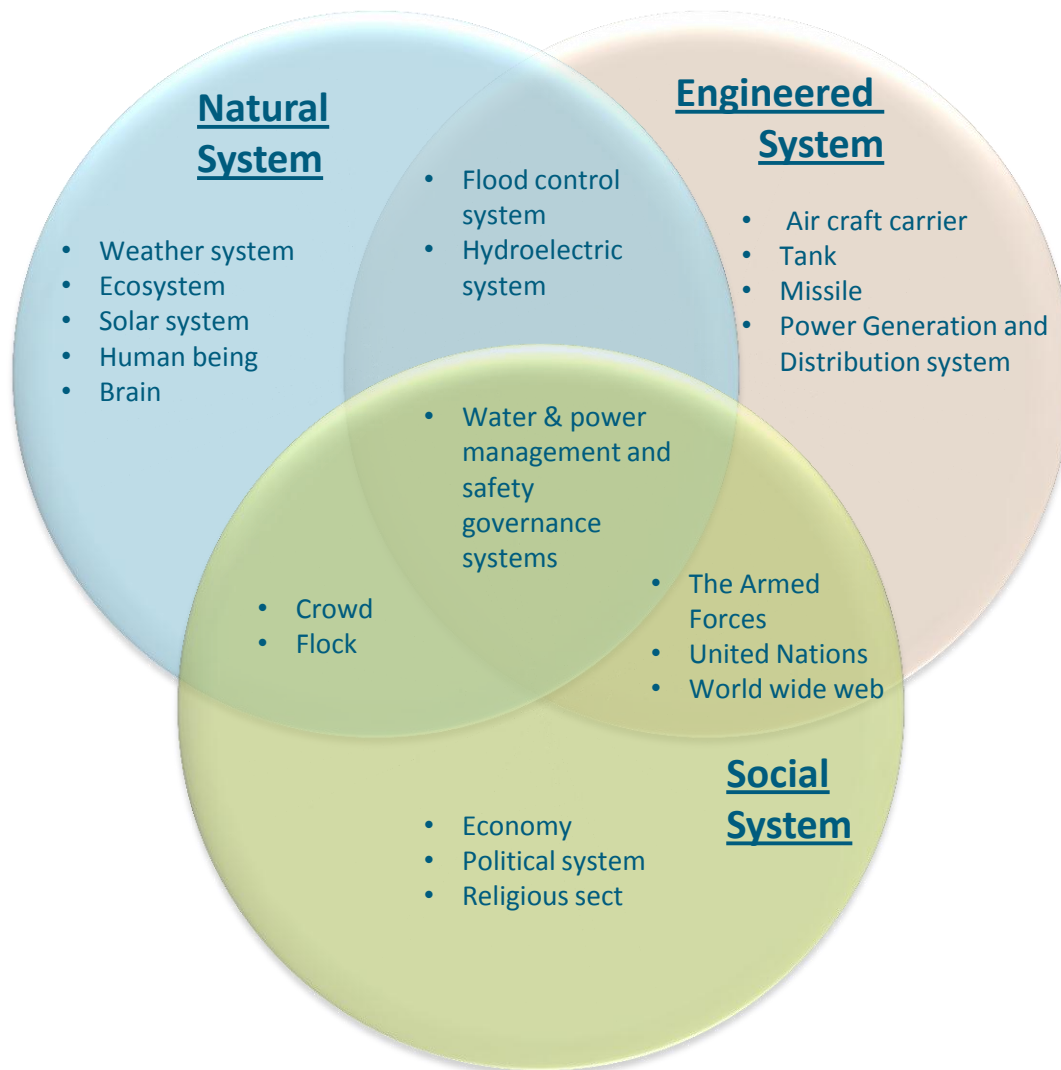 Natural
System
• Weather system
• Ecosystem
• Solar system
• Human being
• Brain
• Flood control
system
• Hydroelectric
system
Engineered
System
• Air craft carrier
• Tank
• Missile
• Power Generation and
Distribution system
• Water & power
management and
safety
governance
systems
• Crowd
• Flock
• The Armed
Forces
• United Nations
• World wide web
Social
System
• Economy
• Political system
• Religious sect